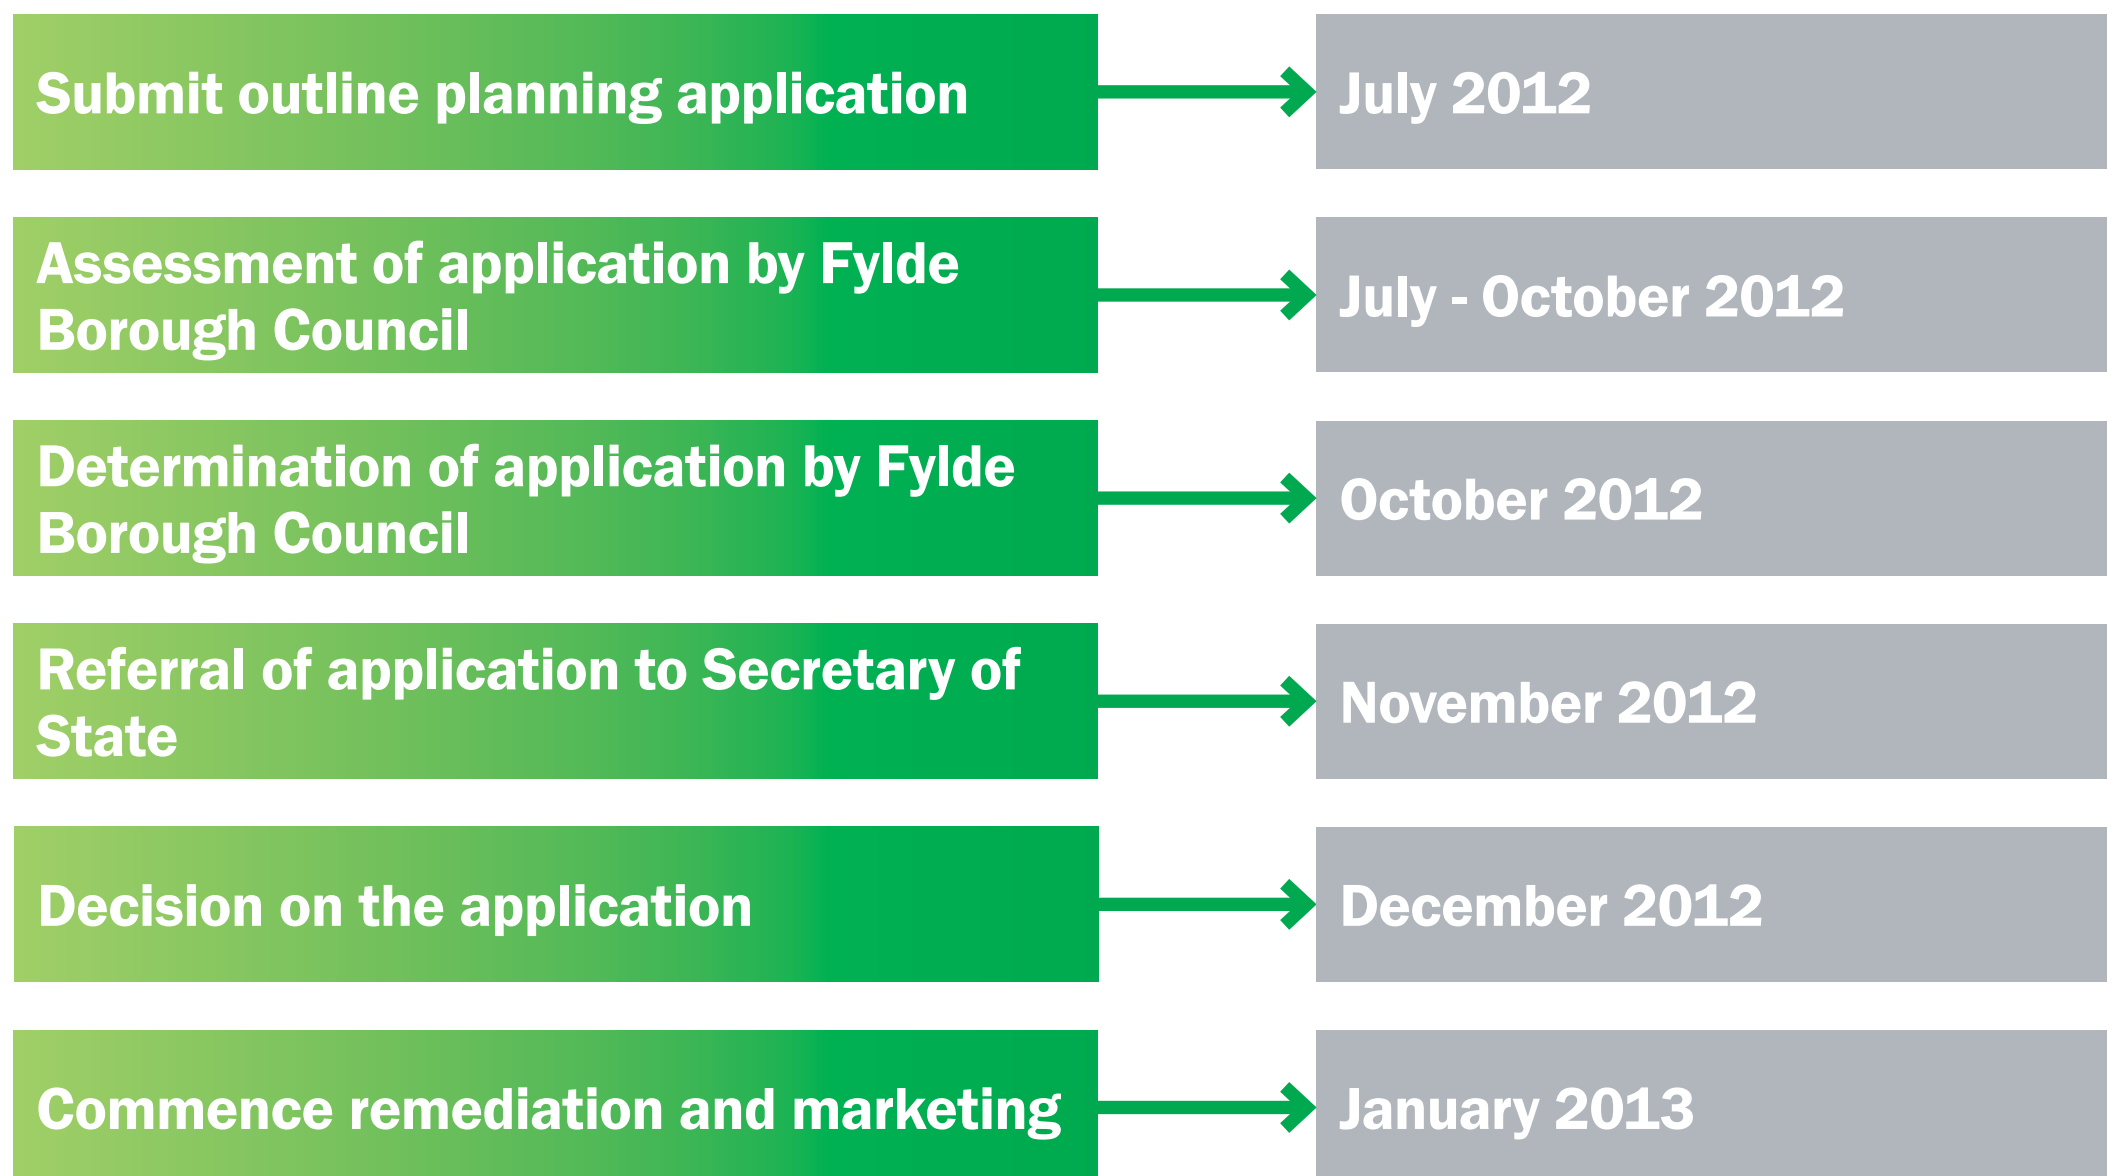 Submit outline planning application
July 2012
Assessment of application by Fylde
Borough Council
July - October 2012
Determination of application by Fylde
Borough Council
October 2012
Referral of application to Secretary of
State
November 2012
Decision on the application
December 2012
Commence remediation and marketing
January 2013